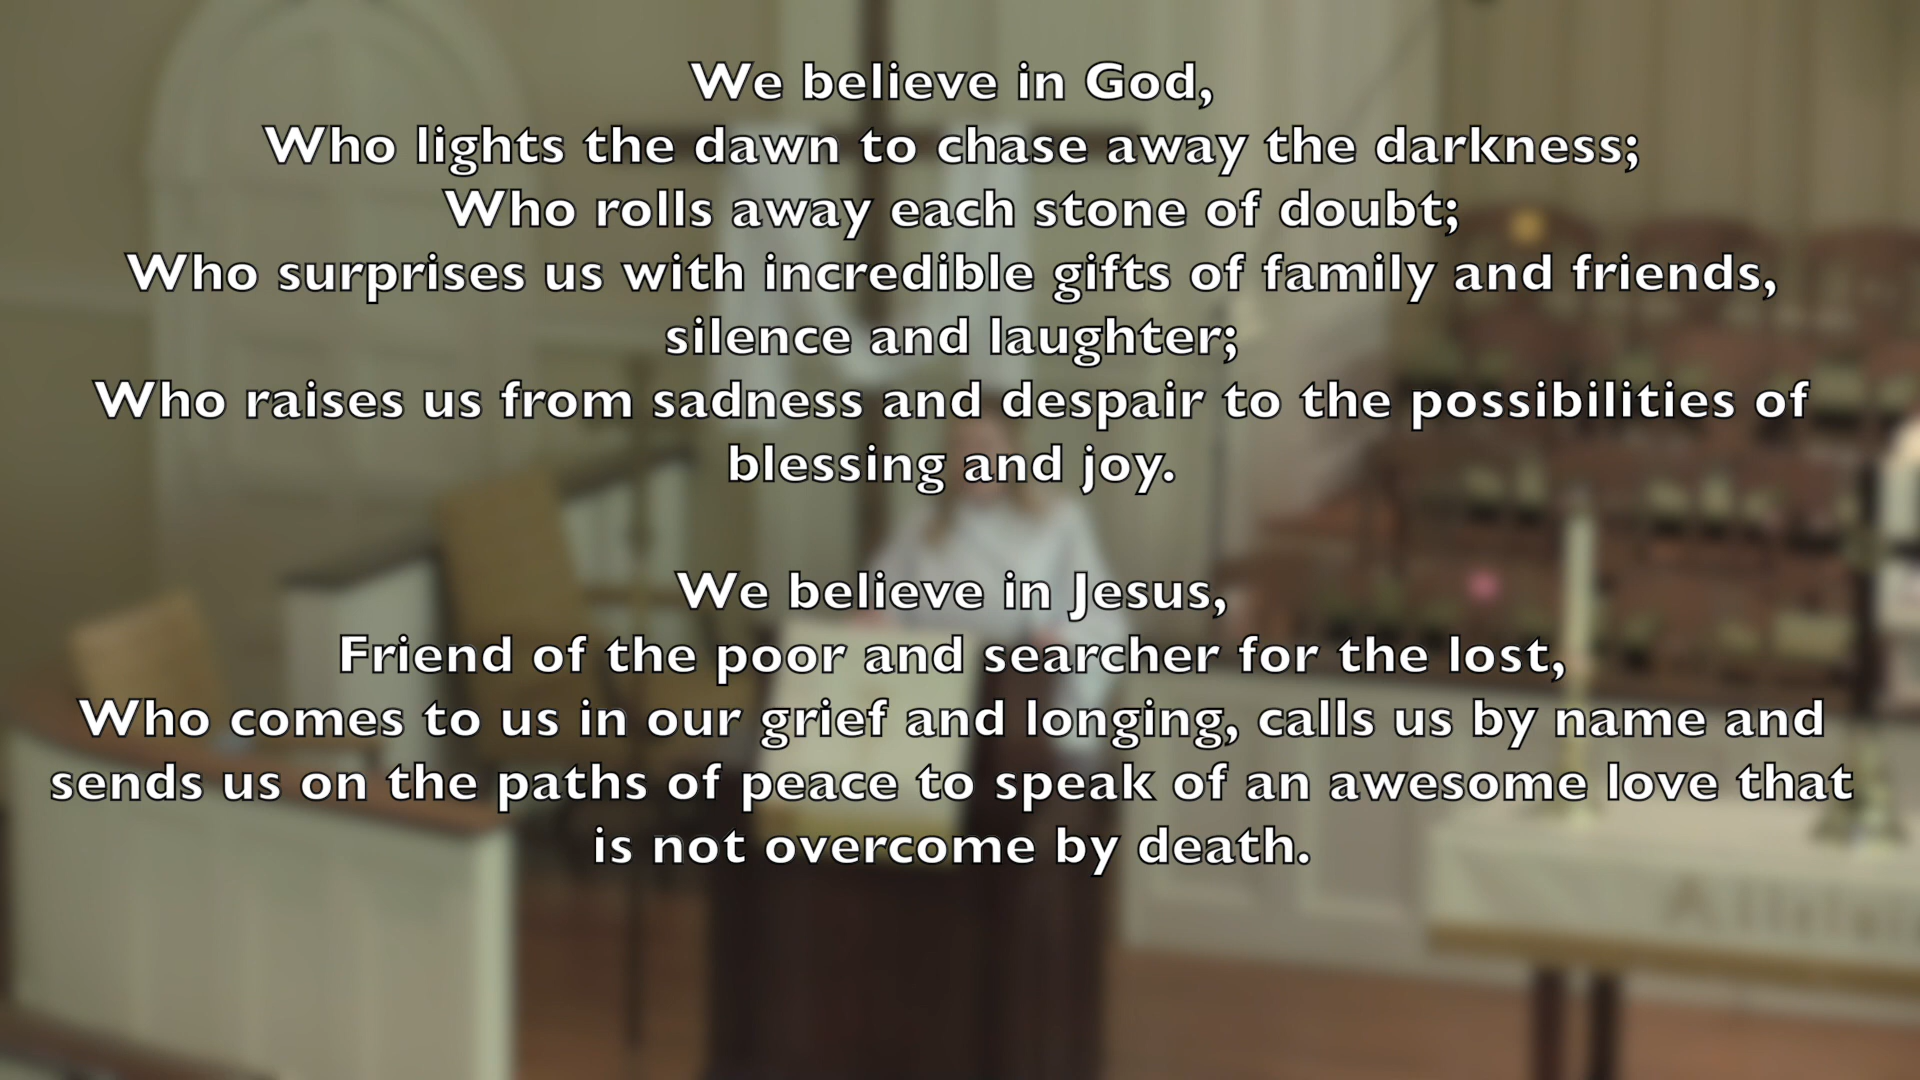 We believe in God,
Who lights the dawn to chase away the darkness;
Who rolls away each stone of doubt;
Who surprises us with incredible gifts of family and friends,
silence and laughter;
Who raises us from sadness and despair to the possibilities of
blessing and joy.
We believe in Jesus,
Friend of the poor and searcher for the lost,
Who comes to us in our grief and longing, calls us by name and
sends us on the paths of peace to speak of an awesome love that
is not overcome by death.